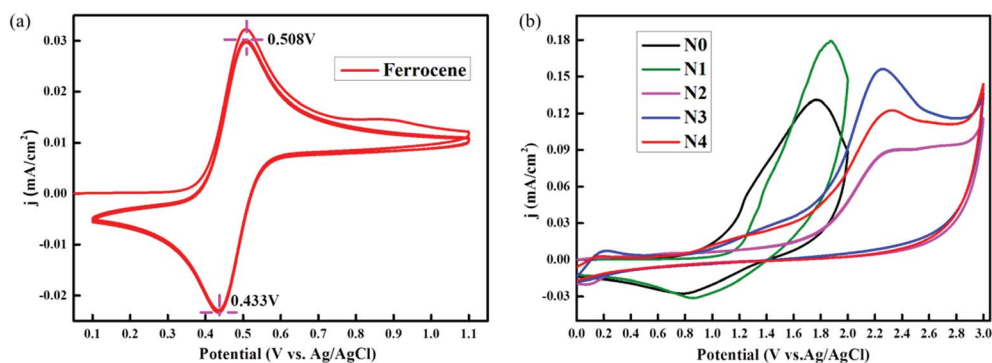 (a)
0.03
0.02
0.01
0.00
-0.01
-0.02
j (mA/cm²)
0.508V
Ferrocene
0.433V
0.1 0.2 0.3 0.4 0.5 0.6 0.7 0.8 0.9 1.0 1.1
Potential (V vs. Ag/AgCl)
(b)
0.18
0.15
0.12
0.09
0.06
0.03
0.00
-0.03
j (mA/cm²)
N0
N1
N2
N3
N4
0.0 0.2 0.4 0.6 0.8 1.0 1.2 1.4 1.6 1.8 2.0 2.2 2.4 2.6 2.8 3.0
Potential (V vs.Ag/AgCl)